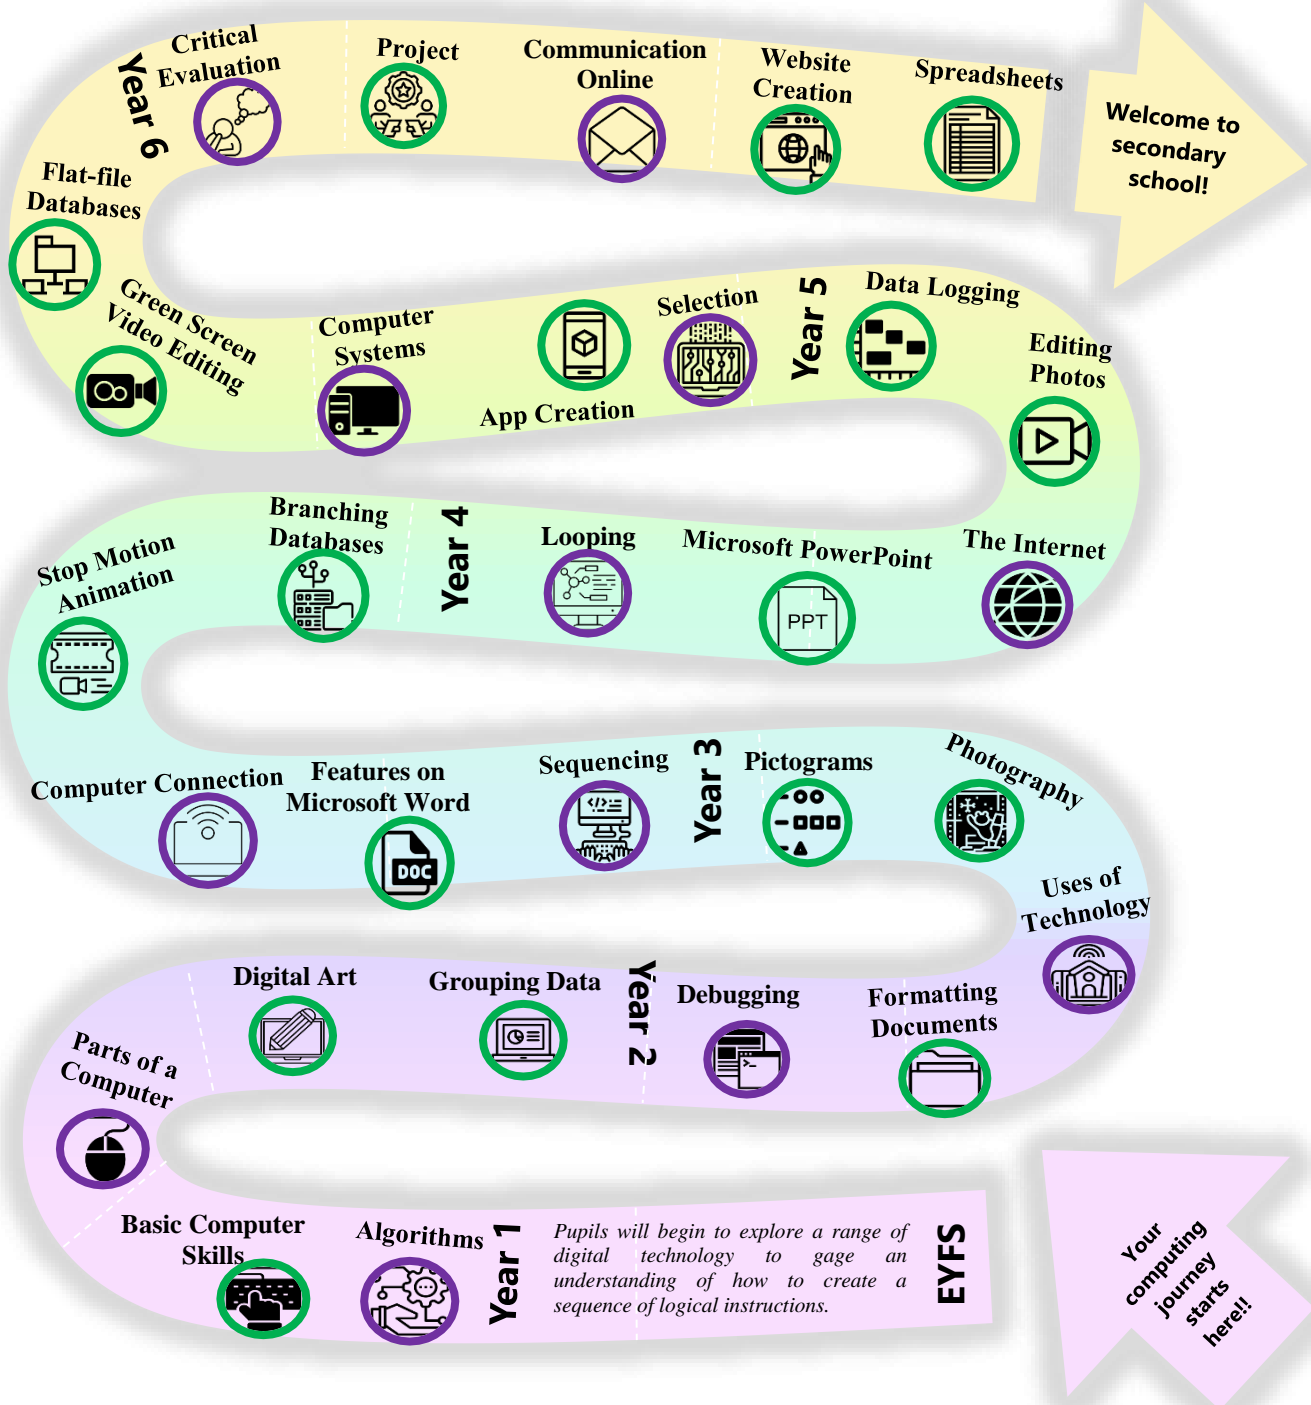 Critical
Evaluation
Project
Communication
Online
Website
Creation
Spreadsheets
Welcome to
secondary
school!
Year 6
Flat-file
Databases
Green Screen
Video Editing
Computer
Systems
App Creation
Selection
Year 5
Data Logging
Editing
Photos
Stop Motion
Animation
Branching
Databases
Year 4
Looping
Microsoft PowerPoint
PPT
The Internet
Computer Connection
Features on
Microsoft Word
DOC
Sequencing
</>
Year 3
Pictograms
Photography
Uses of
Technology
Parts of a
Computer
Digital Art
Grouping Data
Year 2
Debugging
>_
Formatting
Documents
Basic Computer
Skills
Algorithms
Year 1
Pupils will begin to explore a range of
digital technology to gage an
understanding of how to create a
sequence of logical instructions.
EYFS
Your
computing
journey
starts
here!!